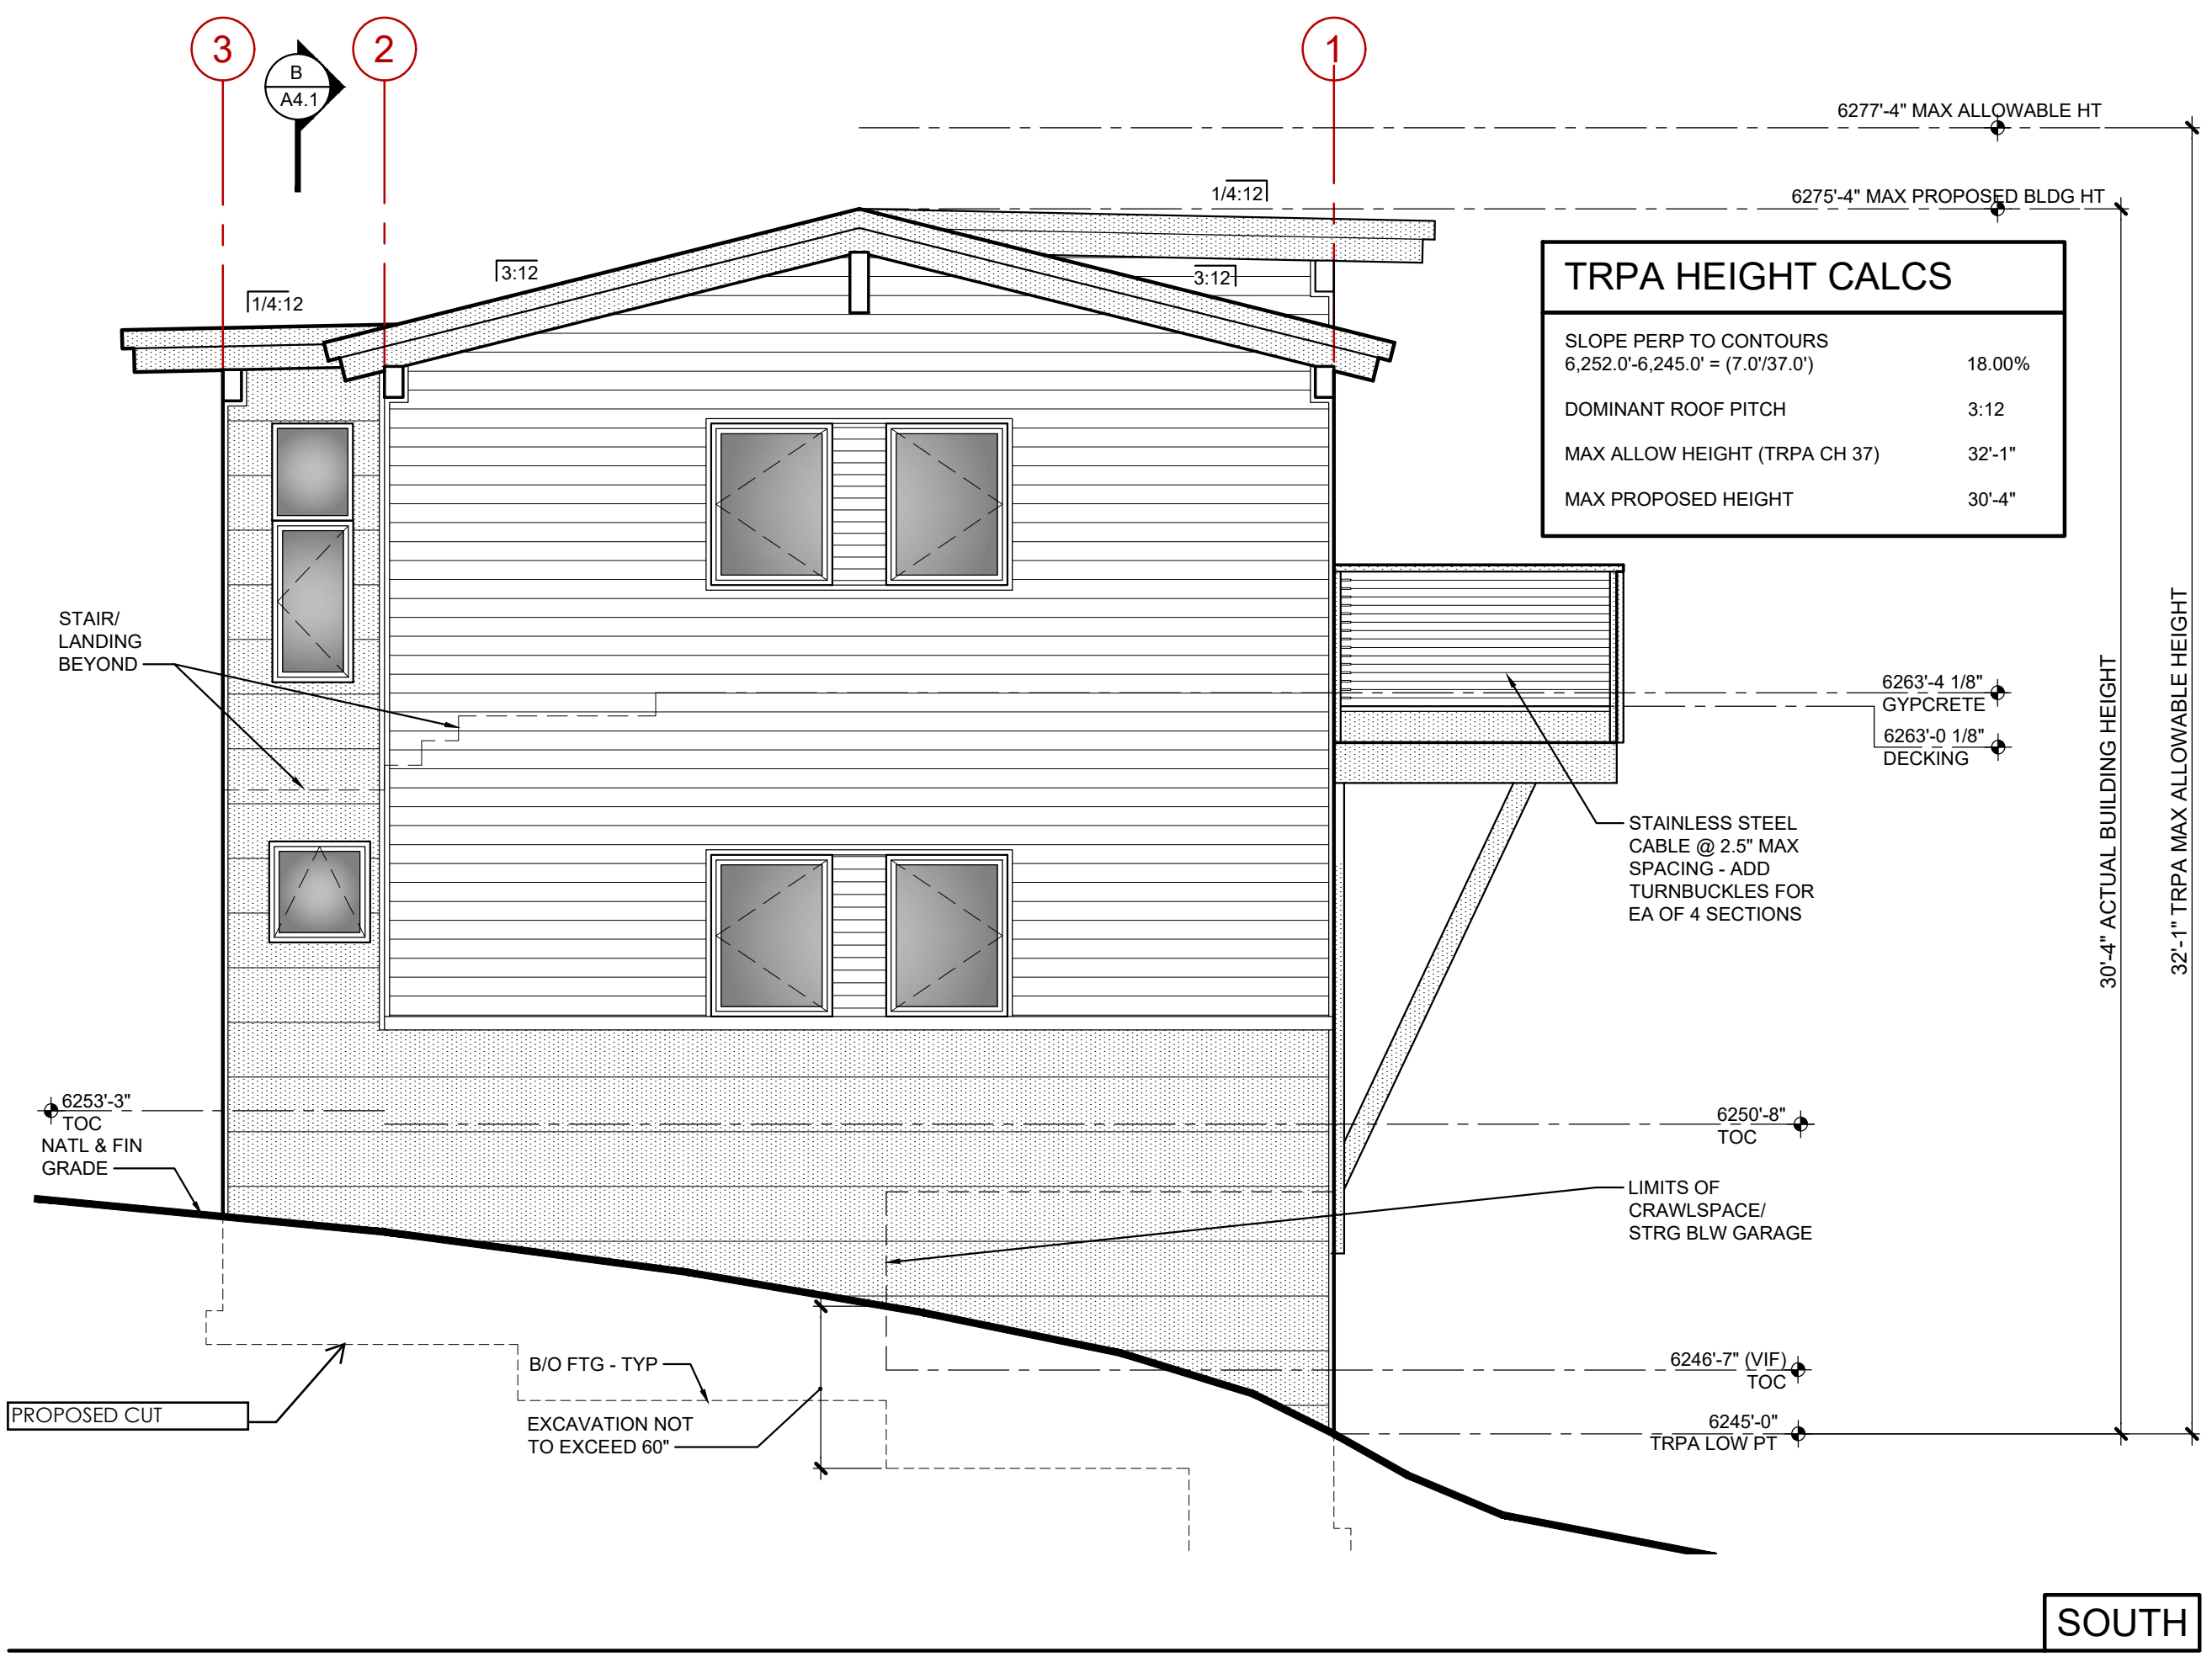 3
B
A4.1
2
1
6277'-4" MAX ALLOWABLE HT
1/4:12
6275'-4" MAX PROPOSED BLDG HT
3:12
3:12
1/4:12
TRPA HEIGHT CALCS
SLOPE PERP TO CONTOURS
6,252.0'-6,245.0' = (7.0'/37.0') 18.00%
DOMINANT ROOF PITCH 3:12
MAX ALLOW HEIGHT (TRPA CH 37) 32'-1"
MAX PROPOSED HEIGHT 30'-4"
STAIR/
LANDING
BEYOND
6263'-4 1/8"
GYPCRETE
6263'-0 1/8"
DECKING
30'-4" ACTUAL BUILDING HEIGHT
32'-1" TRPA MAX ALLOWABLE HEIGHT
STAINLESS STEEL
CABLE @ 2.5" MAX
SPACING - ADD
TURNBUCKLES FOR
EA OF 4 SECTIONS
6253'-3"
TOC
NATL & FIN
GRADE
6250'-8"
TOC
LIMITS OF
CRAWLSPACE/
STRG BLW GARAGE
B/O FTG - TYP
6246'-7" (VIF)
TOC
PROPOSED CUT
EXCAVATION NOT
TO EXCEED 60"
6245'-0"
TRPA LOW PT
SOUTH